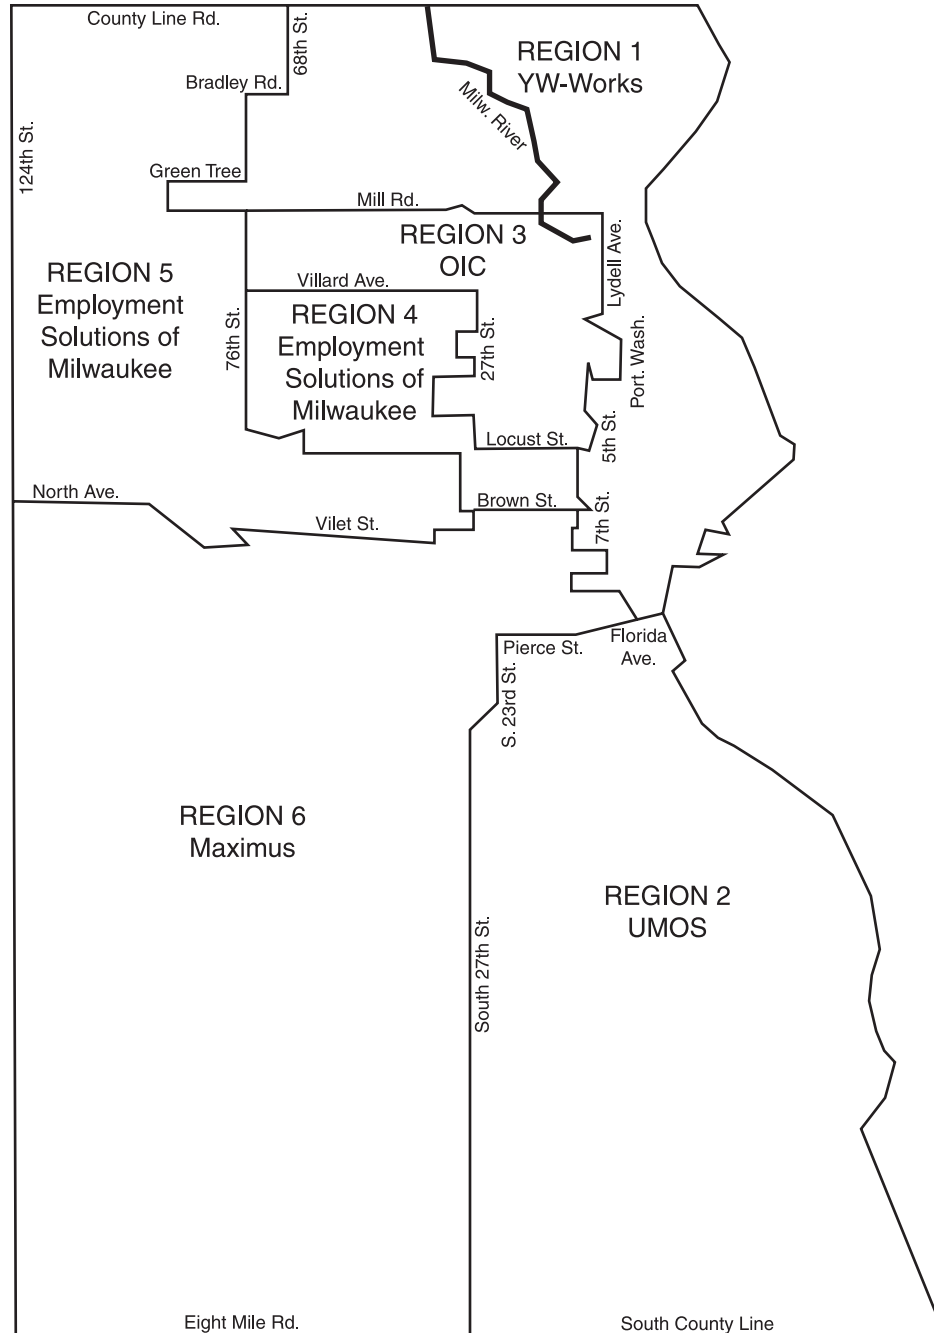 County Line Rd.
68th St.
REGION 1
YW-Works
Bradley Rd.
Milw. River
124th St.
Green Tree
Mill Rd.
REGION 3
OIC
Lydell Ave.
REGION 5
Employment
Solutions of
Milwaukee
Villard Ave.
76th St.
REGION 4
Employment
Solutions of
Milwaukee
27th St.
Port. Wash.
Locust St.
5th St.
North Ave.
Brown St.
7th St.
Vilet St.
Pierce St.
Florida
Ave.
S. 23rd St.
REGION 6
Maximus
REGION 2
UMOS
South 27th St.
Eight Mile Rd.
South County Line